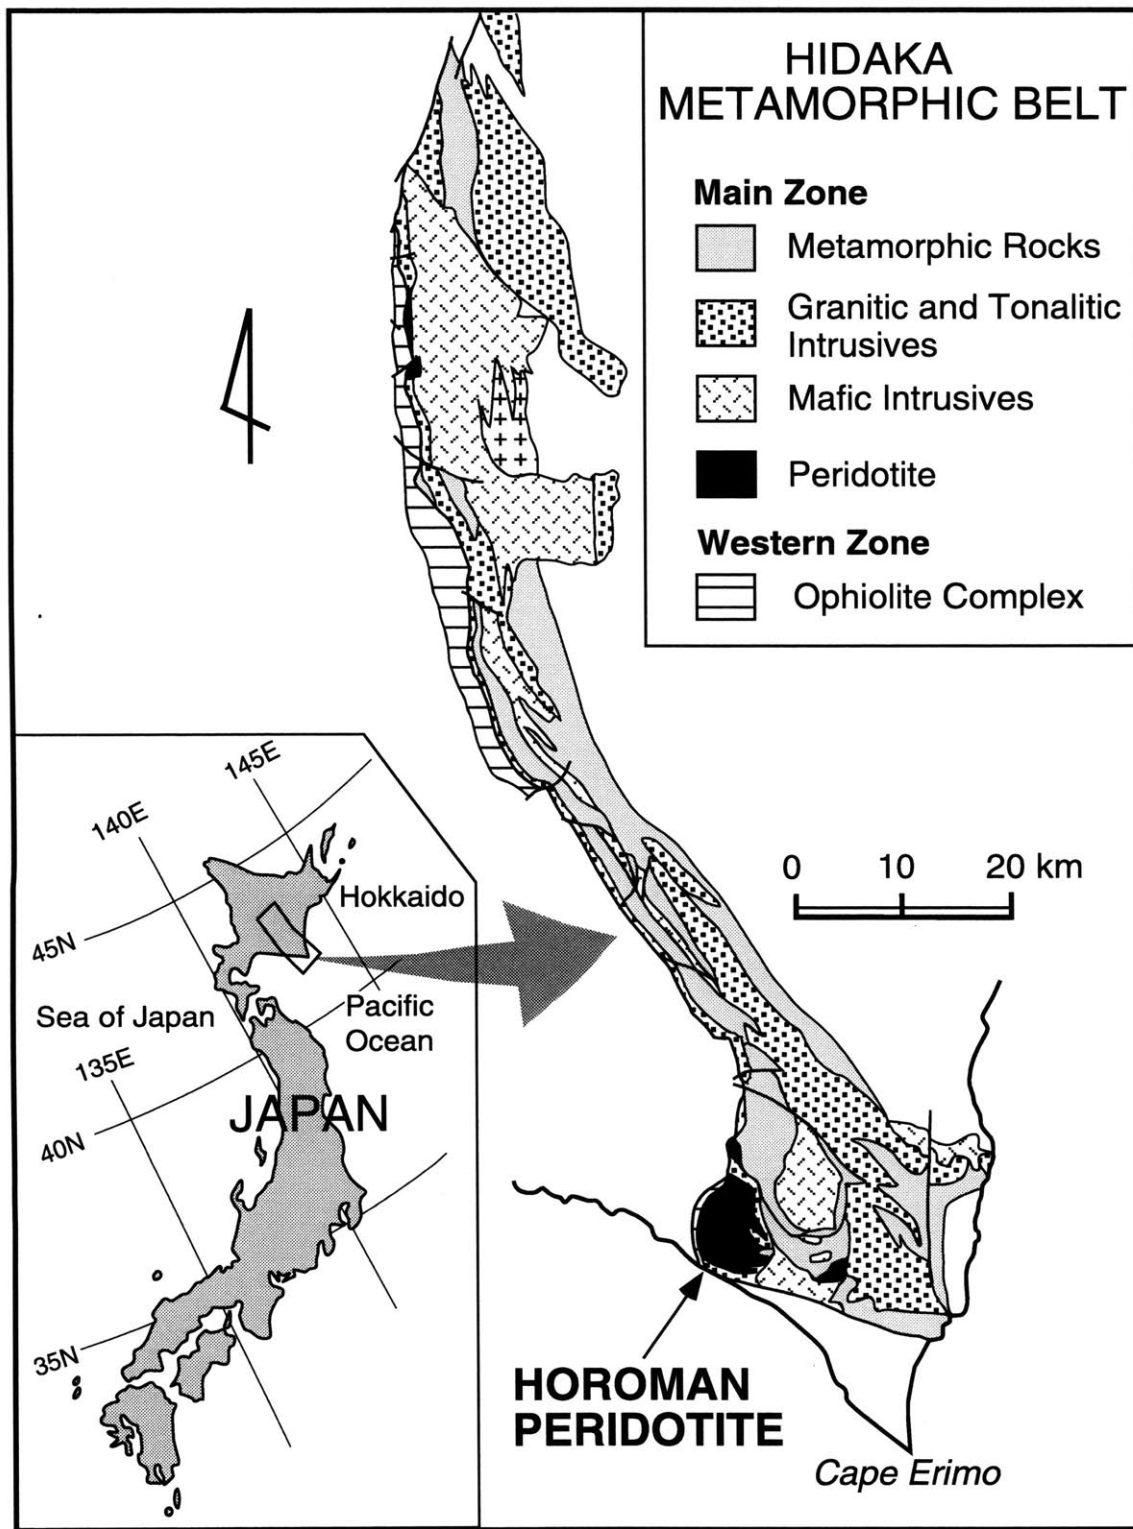 HIDAKA
METAMORPHIC BELT
Main Zone
Metamorphic Rocks
Granitic and Tonalitic
Intrusives
Mafic Intrusives
Peridotite
Western Zone
Ophiolite Complex
145E
140E
Hokkaido
45N
Sea of Japan
Pacific
Ocean
135E
JAPAN
40N
35N
0 10 20 km
HOROMAN
PERIDOTITE
Cape Erimo